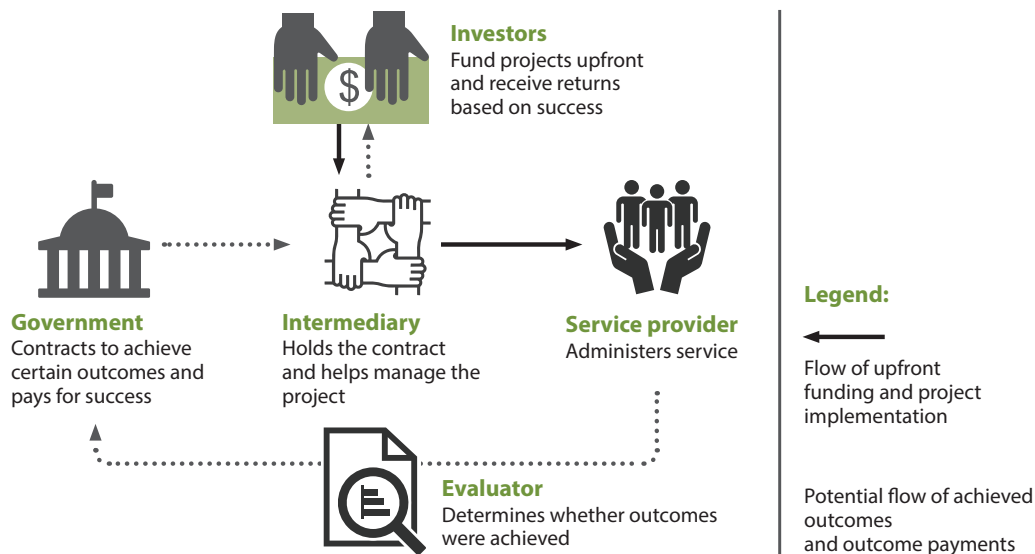 Investors
Fund projects upfront
and receive returns
based on success
$
Government
Contracts to achieve
certain outcomes and
pays for success
Intermediary
Holds the contract
and helps manage the
project
Service provider
Administers service
Evaluator
Determines whether outcomes
were achieved
Legend:
Flow of upfront
funding and project
implementation
Potential flow of achieved
outcomes
and outcome payments